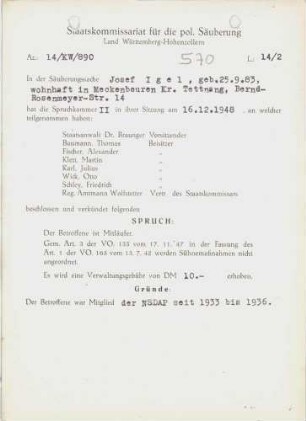 Staatskommissariat für die pol. Säuberung
Land Württemberg-Hohenzollern
Az: 14/KW/890 570 L: 14/2
In der Säuberungssache Josef Igel, geb.25.9.83,
wohnhaft in Meckenbeuren Kr. Tettnang, Bernd-
Rosenmeyer-Str. 14
hat die Spruchkammer II in ihrer Sitzung am 16.12.1948, an welcher
teilgenommen haben:
Staatsanwalt Dr. Braunger Vorsitzender
Baumann, Thomas Beisitzer
Fischer, Alexander "
Klett, Martin "
Karl, Julius "
Wick, Otto "
Schley, Friedrich "
Reg. Amtmann Vertr. des Staatskommissars
beschlossen und verkündet folgenden
SPRUCH:
Der Betroffene ist Mitläufer.
Gem. Art. 3 der VO. 133 vom 17. 11. 47 in der Fassung des
Art. 1 der VO. 165 vom 13. 7. 48 werden Sühnemaßnahmen nicht
angeordnet.
Es wird eine Verwaltungsgebühr von DM 10.- erhoben.
Gründe:
Der Betroffene war Mitglied der NSDAP seit 1933 bis 1936.